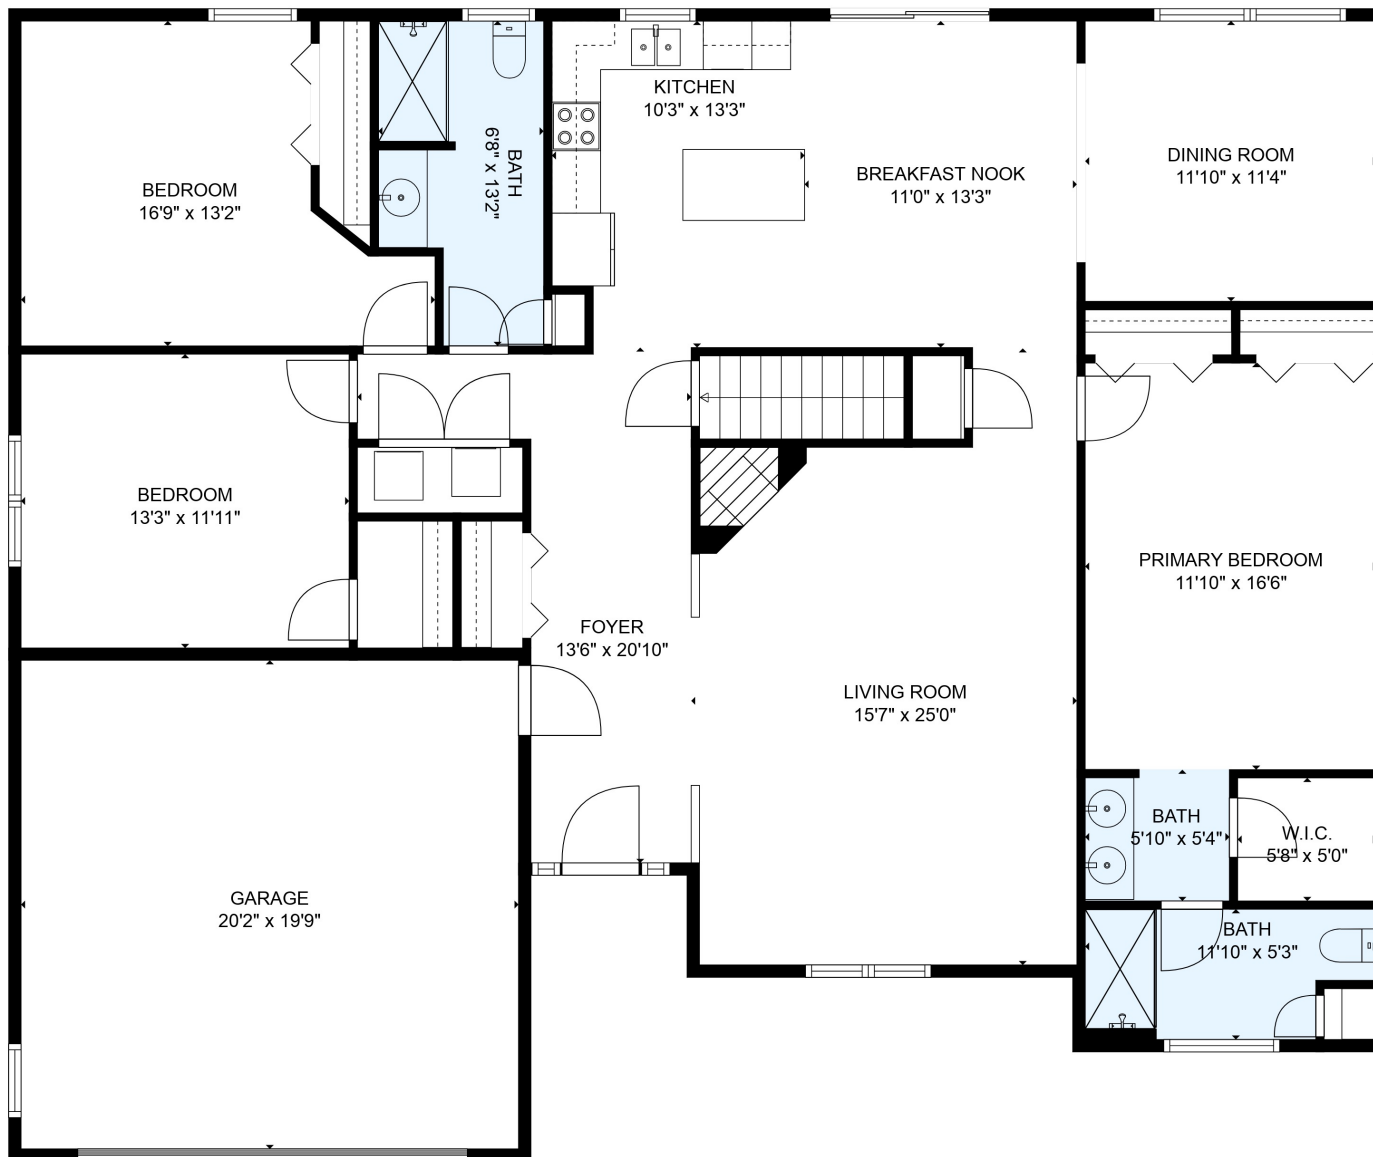 KITCHEN
10'3" x 13'3"
BREAKFAST NOOK
11'0" x 13'3"
DINING ROOM
11'10" x 11'4"
BEDROOM
16'9" x 13'2"
BATH
6'8" x 13'2"
BEDROOM
13'3" x 11'11"
PRIMARY BEDROOM
11'10" x 16'6"
FOYER
13'6" x 20'10"
LIVING ROOM
15'7" x 25'0"
BATH
5'10" x 5'4"
W.I.C.
5'8" x 5'0"
GARAGE
20'2" x 19'9"
BATH
11'10" x 5'3"